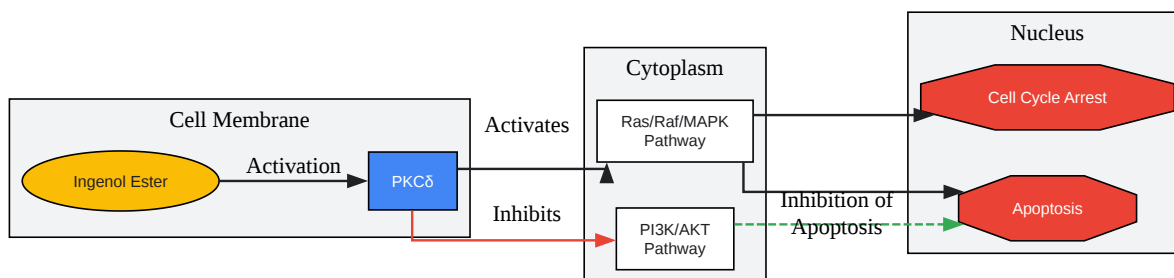 Cell Membrane
Ingenol Ester
Activation
PKCδ
Activates
Inhibits
Cytoplasm
Ras/Raf/MAPK
Pathway
PI3K/AKT
Pathway
Inhibition of
Apoptosis
Nucleus
Cell Cycle Arrest
Apoptosis